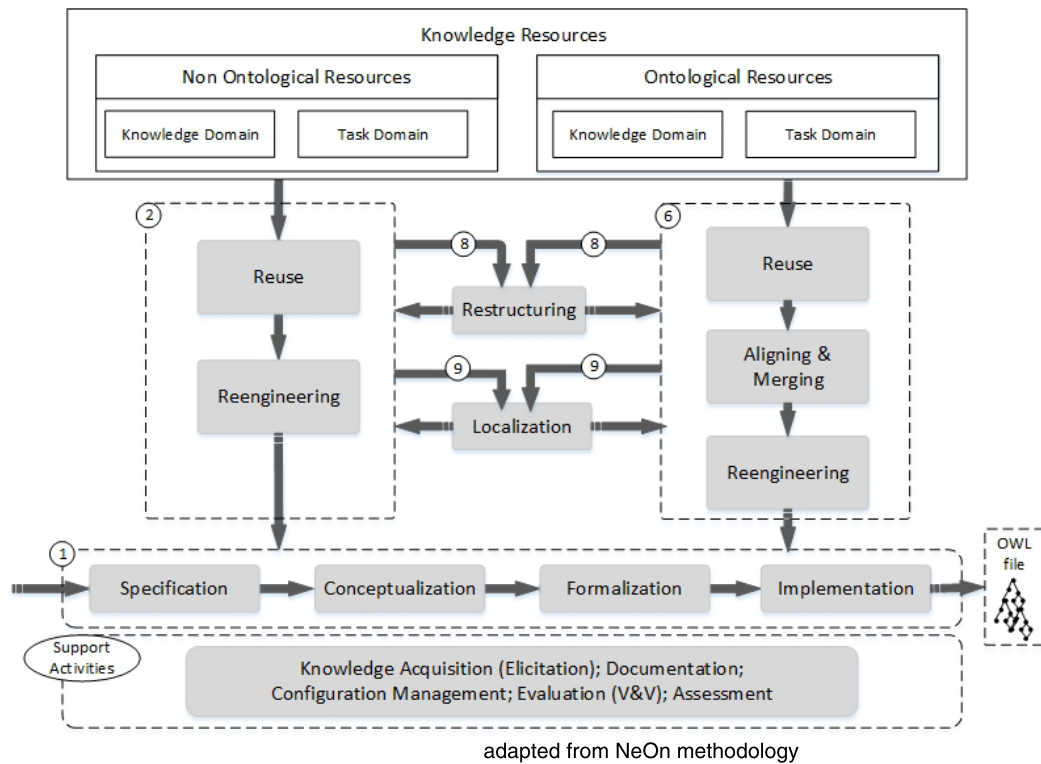 Knowledge Resources
Non Ontological Resources
Knowledge Domain
Task Domain
Ontological Resources
Knowledge Domain
Task Domain
2
Reuse
Reengineering
8
8
Restructuring
9
9
Localization
6
Reuse
Aligning &
Merging
Reengineering
1
Specification
Conceptualization
Formalization
Implementation
OWL
file
Support
Activities
Knowledge Acquisition (Elicitation); Documentation;
Configuration Management; Evaluation (V&V); Assessment
adapted from NeOn methodology